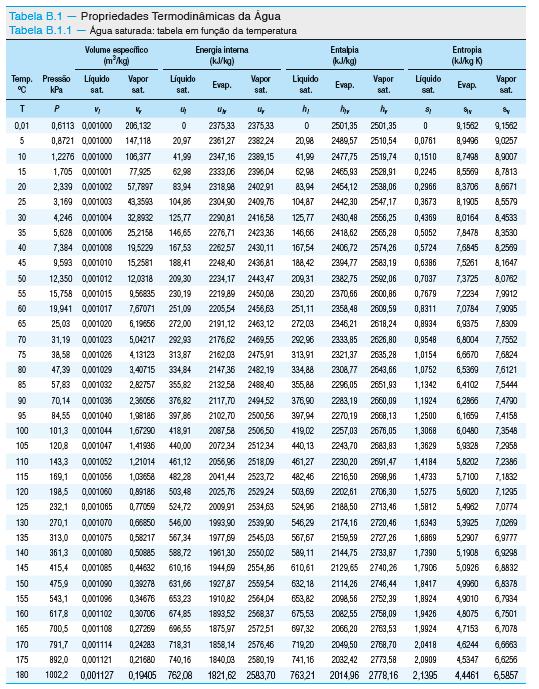 Tabela B.1 — Propriedades Termodinâmicas da Água
Tabela B.1.1 — Água saturada: tabela em função da temperatura
Volume específico (m³/kg) Energia interna (kJ/kg) Entalpia (kJ/kg) Entropia (kJ/kg K)
Temp. ºC Pressão kPa Líquido sat. Vapor sat. Líquido sat. Evap. Vapor sat. Líquido sat. Evap. Vapor sat. Líquido sat. Evap. Vapor sat.
T P vl vv ul ulv uv hl hlv hv sl slv sv
0,01 0,6113 0,001000 206,132 0 2375,33 2375,33 0 2501,35 2501,35 0 9,1562 9,1562
5 0,8721 0,001000 147,118 20,97 2361,27 2382,24 20,98 2489,57 2510,54 0,0761 8,9496 9,0257
10 1,2276 0,001000 106,377 41,99 2347,16 2389,15 41,99 2477,75 2519,74 0,1510 8,7498 8,9007
15 1,705 0,001001 77,925 62,98 2333,06 2396,04 62,98 2465,93 2528,91 0,2245 8,5569 8,7813
20 2,339 0,001002 57,7897 83,94 2318,98 2402,91 83,94 2454,12 2538,06 0,2966 8,3706 8,6671
25 3,169 0,001003 43,3593 104,86 2304,90 2409,76 104,87 2442,30 2547,17 0,3673 8,1905 8,5579
30 4,246 0,001004 32,8932 125,77 2290,81 2416,58 125,77 2430,48 2556,25 0,4369 8,0164 8,4533
35 5,628 0,001006 25,2158 146,65 2276,71 2423,36 146,66 2418,62 2565,28 0,5052 7,8478 8,3530
40 7,384 0,001008 19,5229 167,53 2262,57 2430,11 167,54 2406,72 2574,26 0,5724 7,6845 8,2569
45 9,593 0,001010 15,2581 188,41 2248,40 2436,81 188,42 2394,77 2583,19 0,6386 7,5261 8,1647
50 12,350 0,001012 12,0318 209,30 2234,17 2443,47 209,31 2382,75 2592,06 0,7037 7,3725 8,0762
55 15,758 0,001015 9,56835 230,19 2219,89 2450,08 230,20 2370,66 2600,86 0,7679 7,2234 7,9912
60 19,941 0,001017 7,67071 251,09 2205,54 2456,63 251,11 2358,48 2609,59 0,8311 7,0784 7,9095
65 25,03 0,001020 6,19656 272,00 2191,12 2463,12 272,03 2346,21 2618,24 0,8934 6,9375 7,8309
70 31,19 0,001023 5,04217 292,93 2176,62 2469,55 292,96 2333,85 2626,80 0,9548 6,8004 7,7552
75 38,58 0,001026 4,13123 313,87 2162,03 2475,91 313,91 2321,37 2635,28 1,0154 6,6670 7,6824
80 47,39 0,001029 3,40715 334,84 2147,36 2482,19 334,88 2308,77 2643,66 1,0752 6,5369 7,6121
85 57,83 0,001032 2,82757 355,82 2132,58 2488,40 355,88 2296,05 2651,93 1,1342 6,4102 7,5444
90 70,14 0,001036 2,36056 376,82 2117,70 2494,52 376,90 2283,19 2660,09 1,1924 6,2866 7,4790
95 84,55 0,001040 1,98186 397,86 2102,70 2500,56 397,94 2270,19 2668,13 1,2500 6,1659 7,4158
100 101,3 0,001044 1,67290 418,91 2087,58 2506,50 419,02 2257,03 2676,05 1,3068 6,0480 7,3548
105 120,8 0,001047 1,41936 440,00 2072,34 2512,34 440,13 2243,70 2683,83 1,3629 5,9328 7,2958
110 143,3 0,001052 1,21014 461,12 2056,96 2518,09 461,27 2230,20 2691,47 1,4184 5,8202 7,2386
115 169,1 0,001056 1,03658 482,28 2041,44 2523,72 482,46 2216,50 2698,96 1,4733 5,7100 7,1832
120 198,5 0,001060 0,89186 503,48 2025,76 2529,24 503,69 2202,61 2706,30 1,5275 5,6020 7,1295
125 232,1 0,001065 0,77059 524,72 2009,91 2534,63 524,96 2188,50 2713,46 1,5812 5,4962 7,0774
130 270,1 0,001070 0,66850 546,00 1993,90 2539,90 546,29 2174,16 2720,46 1,6343 5,3925 7,0269
135 313,0 0,001075 0,58217 567,34 1977,69 2545,03 567,67 2159,59 2727,26 1,6869 5,2907 6,9777
140 361,3 0,001080 0,50885 588,72 1961,30 2550,02 589,11 2144,75 2733,87 1,7390 5,1908 6,9298
145 415,4 0,001085 0,44632 610,16 1944,69 2554,86 610,61 2129,65 2740,26 1,7906 5,0926 6,8832
150 475,9 0,001090 0,39278 631,66 1927,87 2559,54 632,18 2114,26 2746,44 1,8417 4,9960 6,8378
155 543,1 0,001096 0,34676 653,23 1910,82 2564,04 653,82 2098,56 2752,39 1,8924 4,9010 6,7934
160 617,8 0,001102 0,30706 674,85 1893,52 2568,37 675,53 2082,55 2758,09 1,9426 4,8075 6,7501
165 700,5 0,001108 0,27269 696,55 1875,97 2572,51 697,32 2066,20 2763,53 1,9924 4,7153 6,7078
170 791,7 0,001114 0,24283 718,31 1858,14 2576,46 719,20 2049,50 2768,70 2,0418 4,6244 6,6663
175 892,0 0,001121 0,21680 740,16 1840,03 2580,19 741,16 2032,42 2773,58 2,0909 4,5347 6,6256
180 1002,2 0,001127 0,19405 762,08 1821,62 2583,70 763,21 2014,96 2778,16 2,1395 4,4461 6,5857